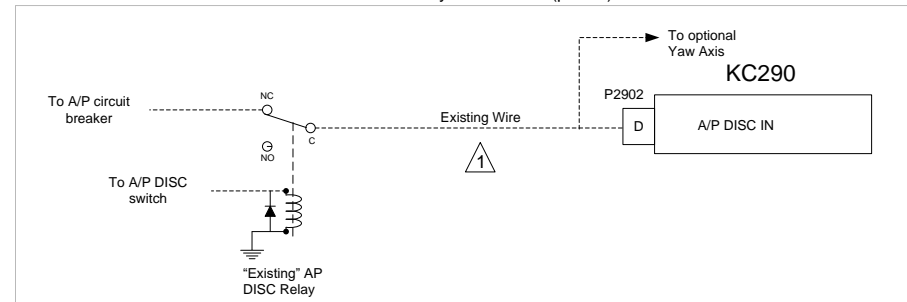 To optional
Yaw Axis
KC290
P2902
NC
To A/P circuit
breaker
Existing Wire
D
A/P DISC IN
C
NO
1
To A/P DISC
switch
"Existing" AP
DISC Relay